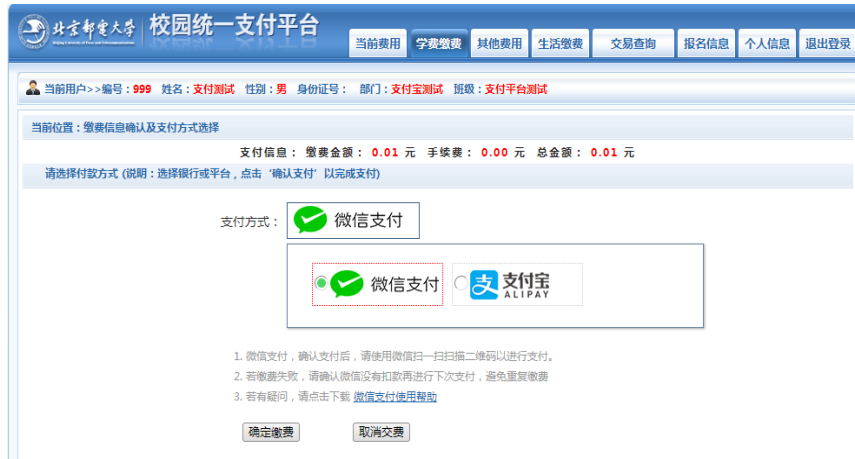 北京邮电大学 校园统一支付平台
当前费用 学费缴费 其他费用 生活缴费 交易查询 报名信息 个人信息 退出登录
当前用户>>编号：999 姓名：支付测试 性别：男 身份证号： 部门：支付宝测试 班级：支付平台测试
当前位置：缴费信息确认及支付方式选择
支付信息： 缴费金额： 0.01 元 手续费： 0.00 元 总金额： 0.01 元
请选择付款方式 (说明：选择银行或平台，点击‘确认支付’以完成支付)
支付方式： 微信支付
微信支付 支付宝 ALIPAY
1. 微信支付，确认支付后，请使用微信扫一扫扫描二维码以进行支付。
2. 若缴费失败，请确认微信没有扣款再进行下次支付，避免重复缴费
3. 若有疑问，请点击下载 微信支付使用帮助
确定缴费 取消交费